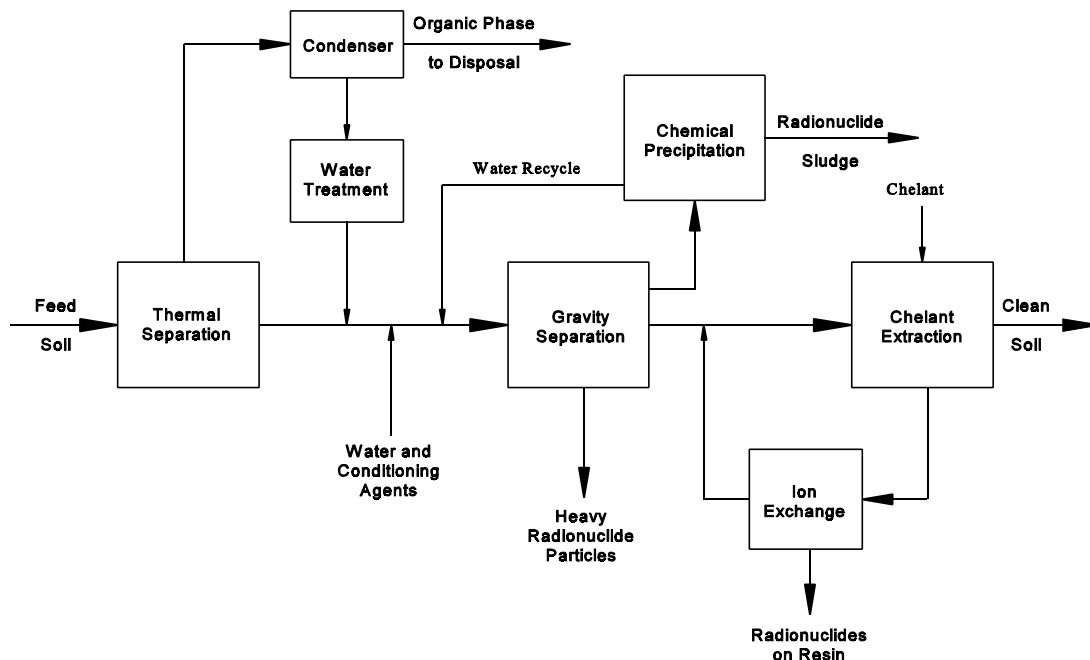 Organic Phase
to Disposal
Condenser
Chemical
Precipitation
Radionuclide
Sludge
Water
Treatment
Water Recycle
Chelant
Feed
Soil
Thermal
Separation
Gravity
Separation
Chelant
Extraction
Clean
Soil
Water and
Conditioning
Agents
Ion
Exchange
Heavy
Radionuclide
Particles
Radionuclides
on Resin